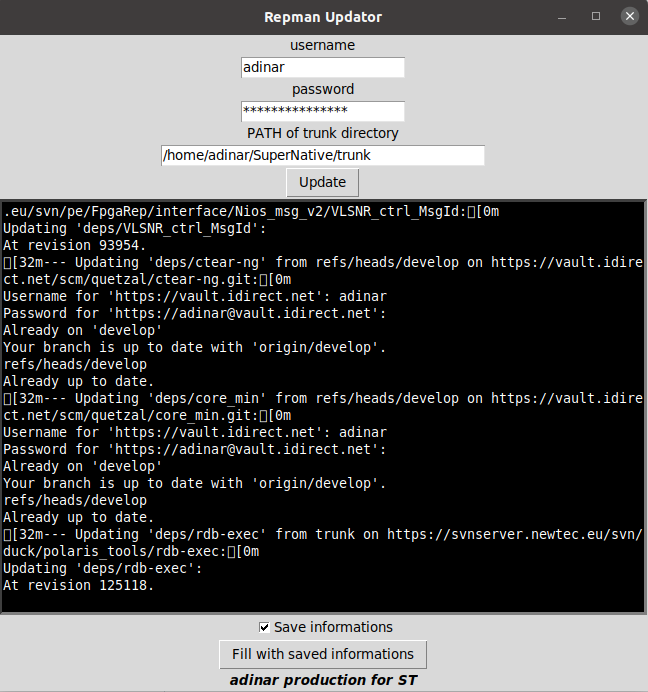 Repman Updator
username
adinar
password
***************
PATH of trunk directory
/home/adinar/SuperNative/trunk
Update
.eu/svn/pe/FpgaRep/interface/Nios_msg_v2/VLSNR_ctrl_MsgId:[0m
Updating 'deps/VLSNR_ctrl_MsgId':
At revision 93954.
[32m--- Updating 'deps/ctear-ng' from refs/heads/develop on https://vault.idire
ct.net/scm/quetzal/ctear-ng.git:[0m
Username for 'https://vault.idirect.net': adinar
Password for 'https://adinar@vault.idirect.net':
Already on 'develop'
Your branch is up to date with 'origin/develop'.
refs/heads/develop
Already up to date.
[32m--- Updating 'deps/core_min' from refs/heads/develop on https://vault.idire
ct.net/scm/quetzal/core_min.git:[0m
Username for 'https://vault.idirect.net': adinar
Password for 'https://adinar@vault.idirect.net':
Already on 'develop'
Your branch is up to date with 'origin/develop'.
refs/heads/develop
Already up to date.
[32m--- Updating 'deps/rdb-exec' from trunk on https://svnserver.newtec.eu/svn/
duck/polaris_tools/rdb-exec:[0m
Updating 'deps/rdb-exec':
At revision 125118.
Save informations
Fill with saved informations
adinar production for ST